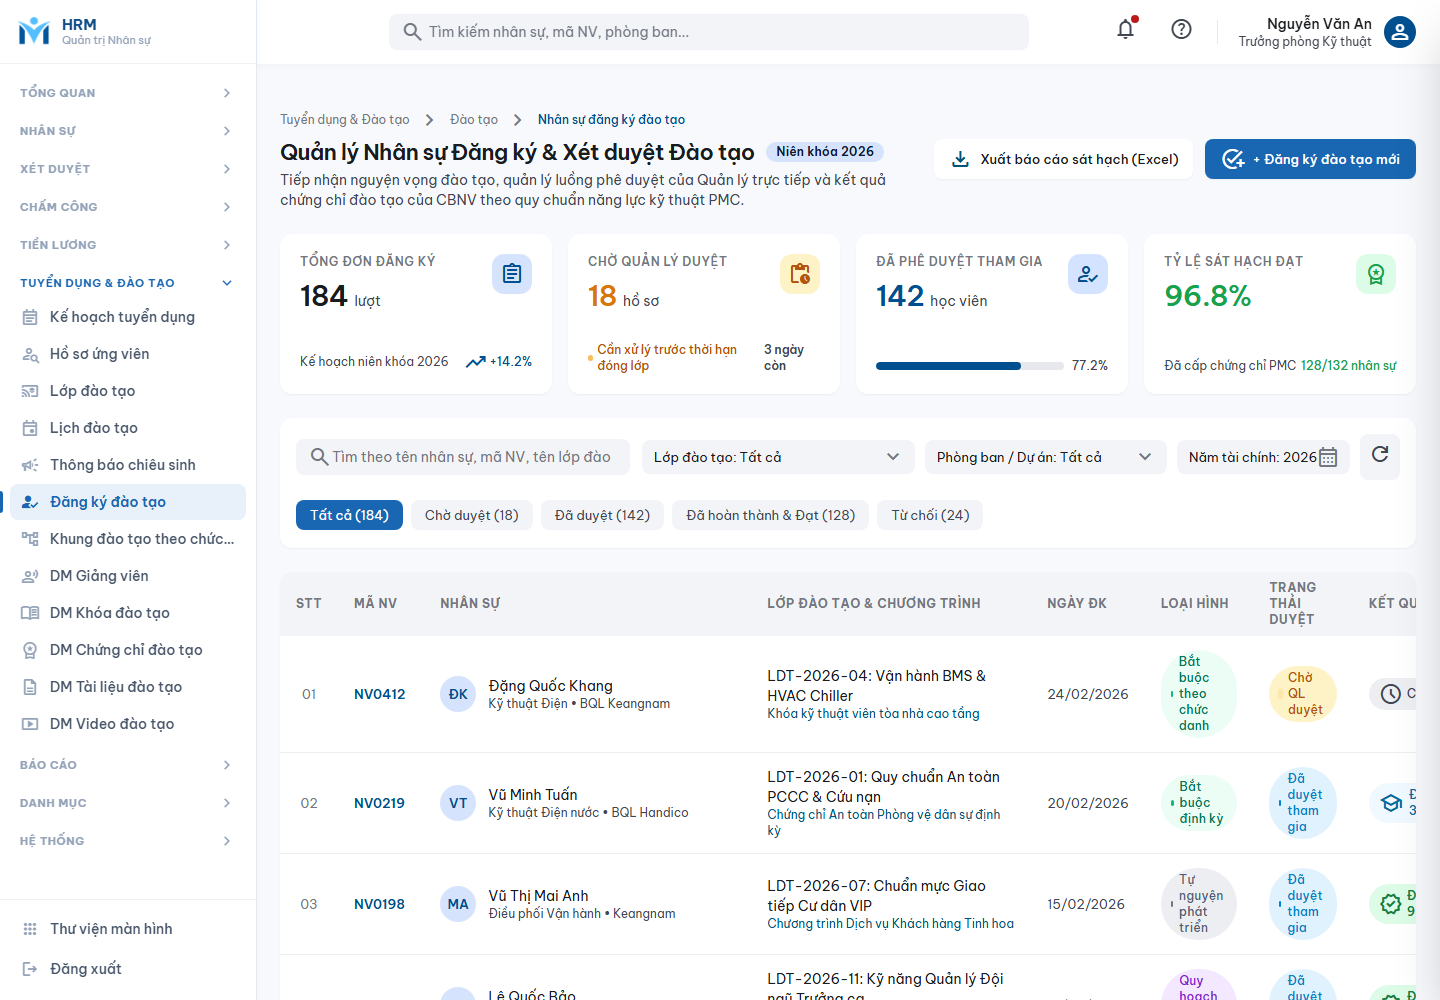 HRM
Quản trị Nhân sự
Tìm kiếm nhân sự, mã NV, phòng ban...
Nguyễn Văn An
Trưởng phòng Kỹ thuật
TỔNG QUAN
NHÂN SỰ
XÉT DUYỆT
CHẤM CÔNG
TIỀN LƯƠNG
TUYỂN DỤNG & ĐÀO TẠO
Kế hoạch tuyển dụng
Hồ sơ ứng viên
Lớp đào tạo
Lịch đào tạo
Thông báo chiêu sinh
Đăng ký đào tạo
Khung đào tạo theo chức...
DM Giảng viên
DM Khóa đào tạo
DM Chứng chỉ đào tạo
DM Tài liệu đào tạo
DM Video đào tạo
BÁO CÁO
DANH MỤC
HỆ THỐNG
Thư viện màn hình
Đăng xuất
Tuyển dụng & Đào tạo
Đào tạo
Nhân sự đăng ký đào tạo
Quản lý Nhân sự Đăng ký & Xét duyệt Đào tạo
Niên khóa 2026
Tiếp nhận nguyện vọng đào tạo, quản lý luồng phê duyệt của Quản lý trực tiếp và kết quả
chứng chỉ đào tạo của CBNV theo quy chuẩn năng lực kỹ thuật PMC.
Xuất báo cáo sát hạch (Excel)
+ Đăng ký đào tạo mới
TỔNG ĐƠN ĐĂNG KÝ
184 lượt
Kế hoạch niên khóa 2026
+14.2%
CHỜ QUẢN LÝ DUYỆT
18 hồ sơ
Cần xử lý trước thời hạn
đóng lớp
3 ngày
còn
ĐÃ PHÊ DUYỆT THAM GIA
142 học viên
77.2%
TỶ LỆ SÁT HẠCH ĐẠT
96.8%
Đã cấp chứng chỉ PMC
128/132 nhân sự
Tìm theo tên nhân sự, mã NV, tên lớp đào
Lớp đào tạo: Tất cả
Phòng ban / Dự án: Tất cả
Năm tài chính: 2026
Tất cả (184)
Chờ duyệt (18)
Đã duyệt (142)
Đã hoàn thành & Đạt (128)
Từ chối (24)
STT
MÃ NV
NHÂN SỰ
LỚP ĐÀO TẠO & CHƯƠNG TRÌNH
NGÀY ĐK
LOẠI HÌNH
TRẠNG
THÁI
DUYỆT
KẾT QU
01
NV0412
ĐK
Đặng Quốc Khang
Kỹ thuật Điện • BQL Keangnam
LDT-2026-04: Vận hành BMS &
HVAC Chiller
Khóa kỹ thuật viên tòa nhà cao tầng
24/02/2026
Bắt
buộc
theo
chức
danh
Chờ
QL
duyệt
C
02
NV0219
VT
Vũ Minh Tuấn
Kỹ thuật Điện nước • BQL Handico
LDT-2026-01: Quy chuẩn An toàn
PCCC & Cứu nạn
Chứng chỉ An toàn Phòng vệ dân sự định
kỳ
20/02/2026
Bắt
buộc
định kỳ
Đã
duyệt
tham
gia
Đ
3
03
NV0198
MA
Vũ Thị Mai Anh
Điều phối Vận hành • Keangnam
LDT-2026-07: Chuẩn mực Giao
tiếp Cư dân VIP
Chương trình Dịch vụ Khách hàng Tinh hoa
15/02/2026
Tự
nguyện
phát
triển
Đã
duyệt
tham
gia
Đ
9
Lê Quốc Bảo
LDT-2026-11: Kỹ năng Quản lý Đội
ngũ Trưởng ca
Quy
hoạch
Đã
duyệt
Đ